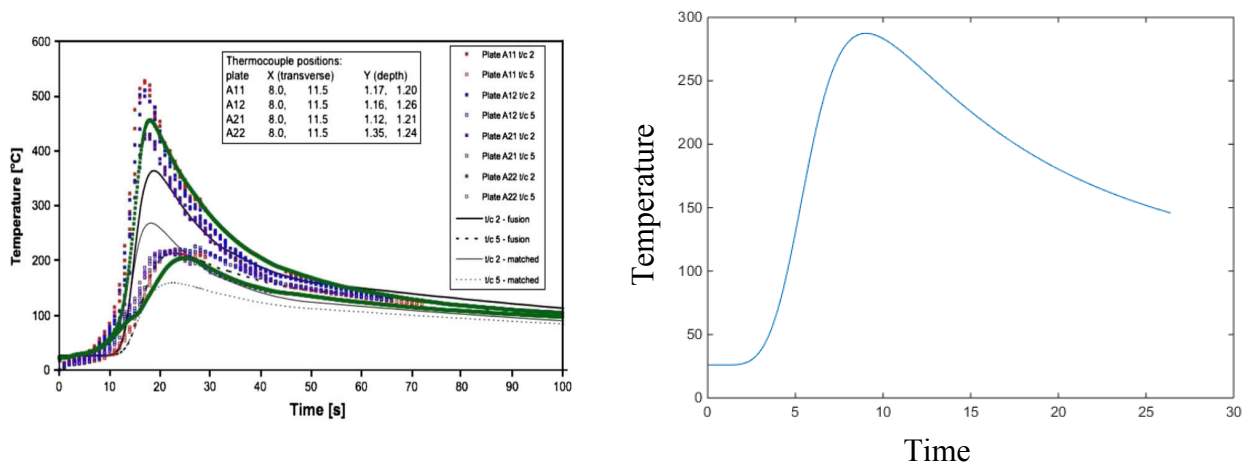 600
500
400
300
200
100
0
Temperature [°C]
Thermocouple positions:
plate X (transverse) Y (depth)
A11 8.0, 11.5 1.17, 1.20
A12 8.0, 11.5 1.16, 1.26
A21 8.0, 11.5 1.12, 1.21
A22 8.0, 11.5 1.35, 1.24
Plate A11 t/c 2
Plate A11 t/c 5
Plate A12 t/c 2
Plate A12 t/c 5
Plate A21 t/c 2
Plate A21 t/c 5
Plate A22 t/c 2
Plate A22 t/c 5
t/c 2 - fusion
t/c 5 - fusion
t/c 2 - matched
t/c 5 - matched
0 10 20 30 40 50 60 70 80 90 100
Time [s]
300
250
200
150
100
50
0
Temperature
0 5 10 15 20 25 30
Time